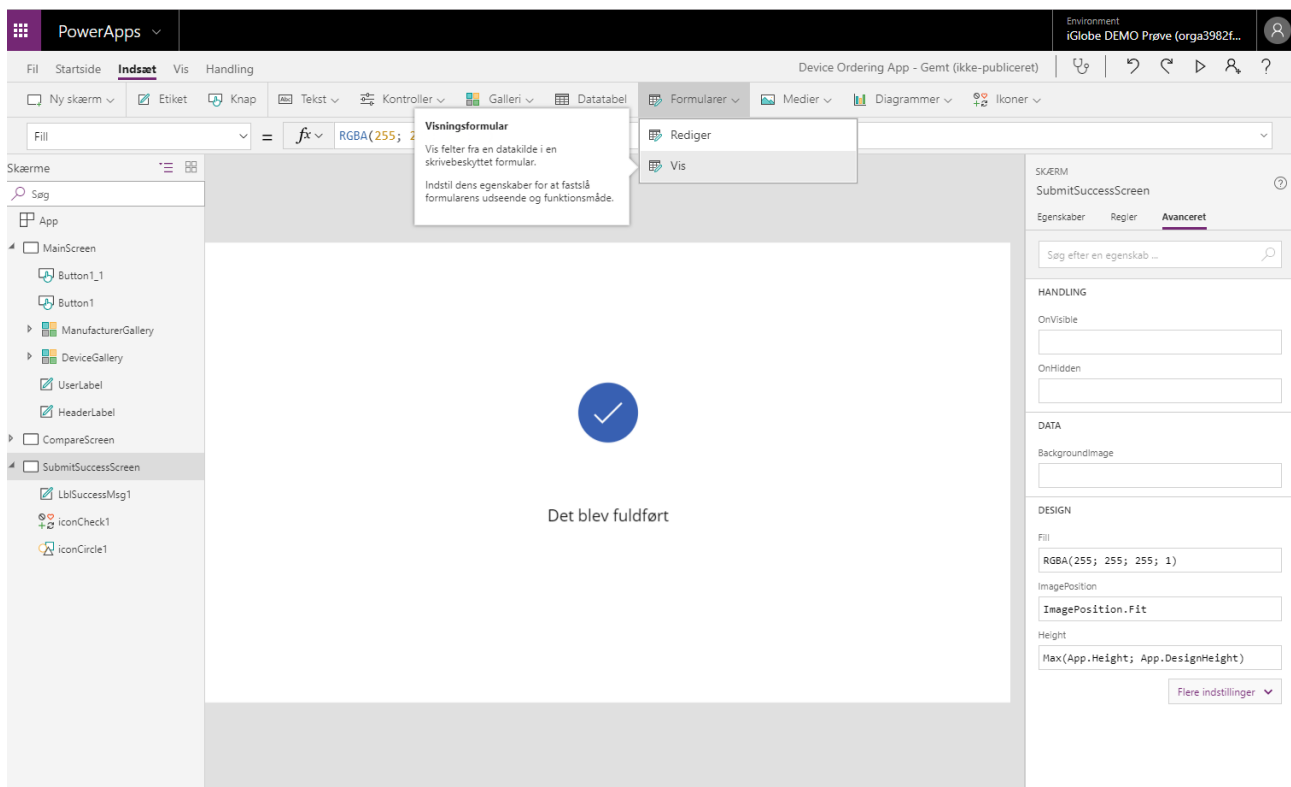 PowerApps
Environment
iGlobe DEMO Prøve (orga3982f...
Fil Startside Indsæt Vis Handling
Device Ordering App - Gemt (ikke-publiceret)
Ny skærm Etiket Knap Abc Tekst Kontroller Galleri Datatabel Formularer Medier Diagrammer Ikoner
Fill = fx RGBA(255; 2
Visningsformular
Vis felter fra en datakilde i en
skrivebeskyttet formular.
Indstil dens egenskaber for at fastslå
formularens udseende og funktionsmåde.
Rediger
Vis
Skærme
Søg
App
MainScreen
Button1_1
Button1
ManufacturerGallery
DeviceGallery
UserLabel
HeaderLabel
CompareScreen
SubmitSuccessScreen
LblSuccessMsg1
iconCheck1
iconCircle1
Det blev fuldført
SKÆRM
SubmitSuccessScreen
Egenskaber Regler Avanceret
Søg efter en egenskab ...
HANDLING
OnVisible
OnHidden
DATA
BackgroundImage
DESIGN
Fill
RGBA(255; 255; 255; 1)
ImagePosition
ImagePosition.Fit
Height
Max(App.Height; App.DesignHeight)
Flere indstillinger